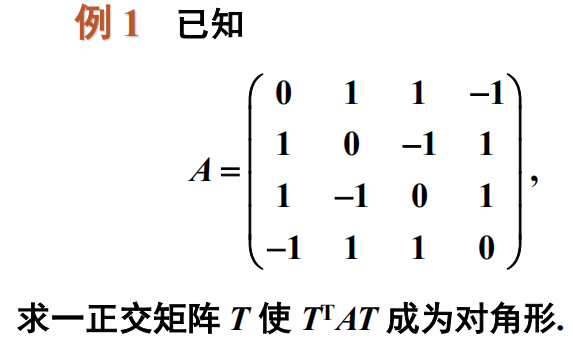 例 1 已知
0 1 1 –1
1 0 –1 1
A = 1 –1 0 1 ,
–1 1 1 0
求一正交矩阵 T 使 TᵀAT 成为对角形.